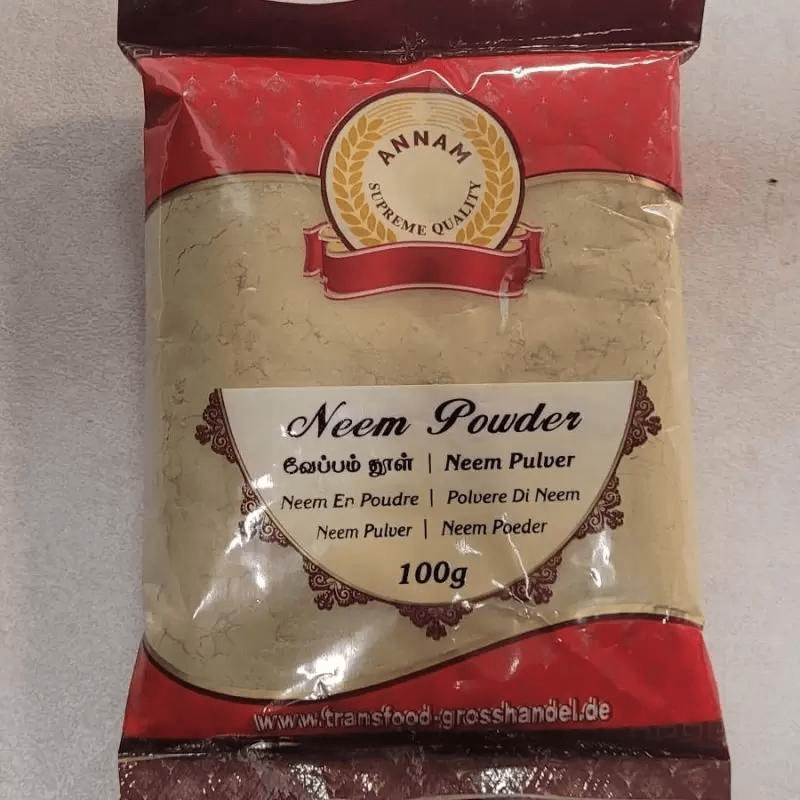 ANNAM
SUPREME QUALITY
Neem Powder
வேப்பம் தூள் | Neem Pulver
Neem En Poudre | Polvere Di Neem
Neem Pulver | Neem Poeder
100g
www.transfood-grosshandel.de